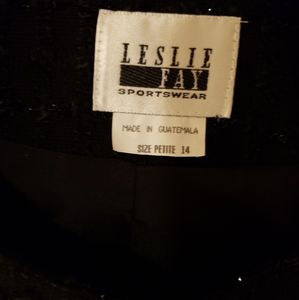 LESLIE
FAY
SPORTSWEAR
MADE IN GUATEMALA
SIZE PETITE 14